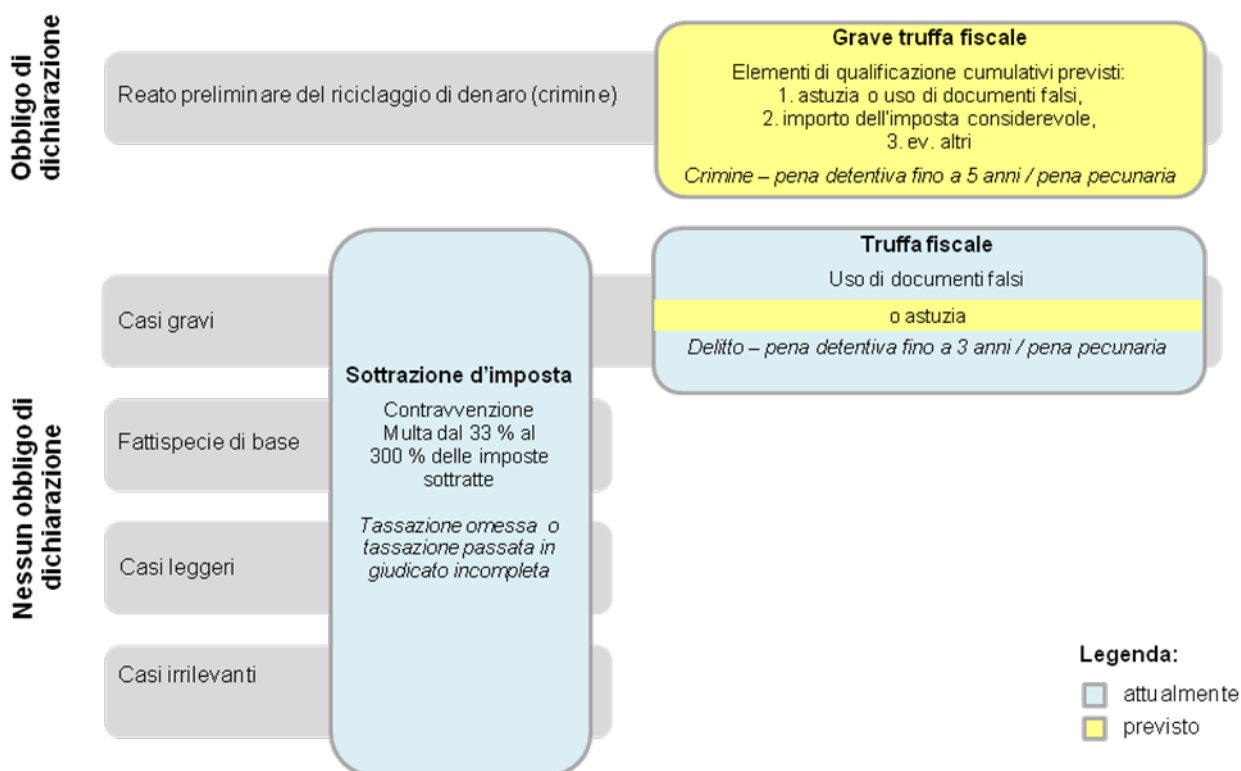 Obbligo di
dichiarazione
Reato preliminare del riciclaggio di denaro (crimine)
Grave truffa fiscale
Elementi di qualificazione cumulativi previsti:
1. astuzia o uso di documenti falsi,
2. importo dell'imposta considerevole,
3. ev. altri
Crimine – pena detentiva fino a 5 anni / pena pecunaria
Nessun obbligo di
dichiarazione
Casi gravi
Fattispecie di base
Casi leggeri
Casi irrilevanti
Sottrazione d'imposta
Contravvenzione
Multa dal 33 % al
300 % delle imposte
sottratte
Tassazione omessa o
tassazione passata in
giudicato incompleta
Truffa fiscale
Uso di documenti falsi
o astuzia
Delitto – pena detentiva fino a 3 anni / pena pecunaria
Legenda:
attualmente
previsto